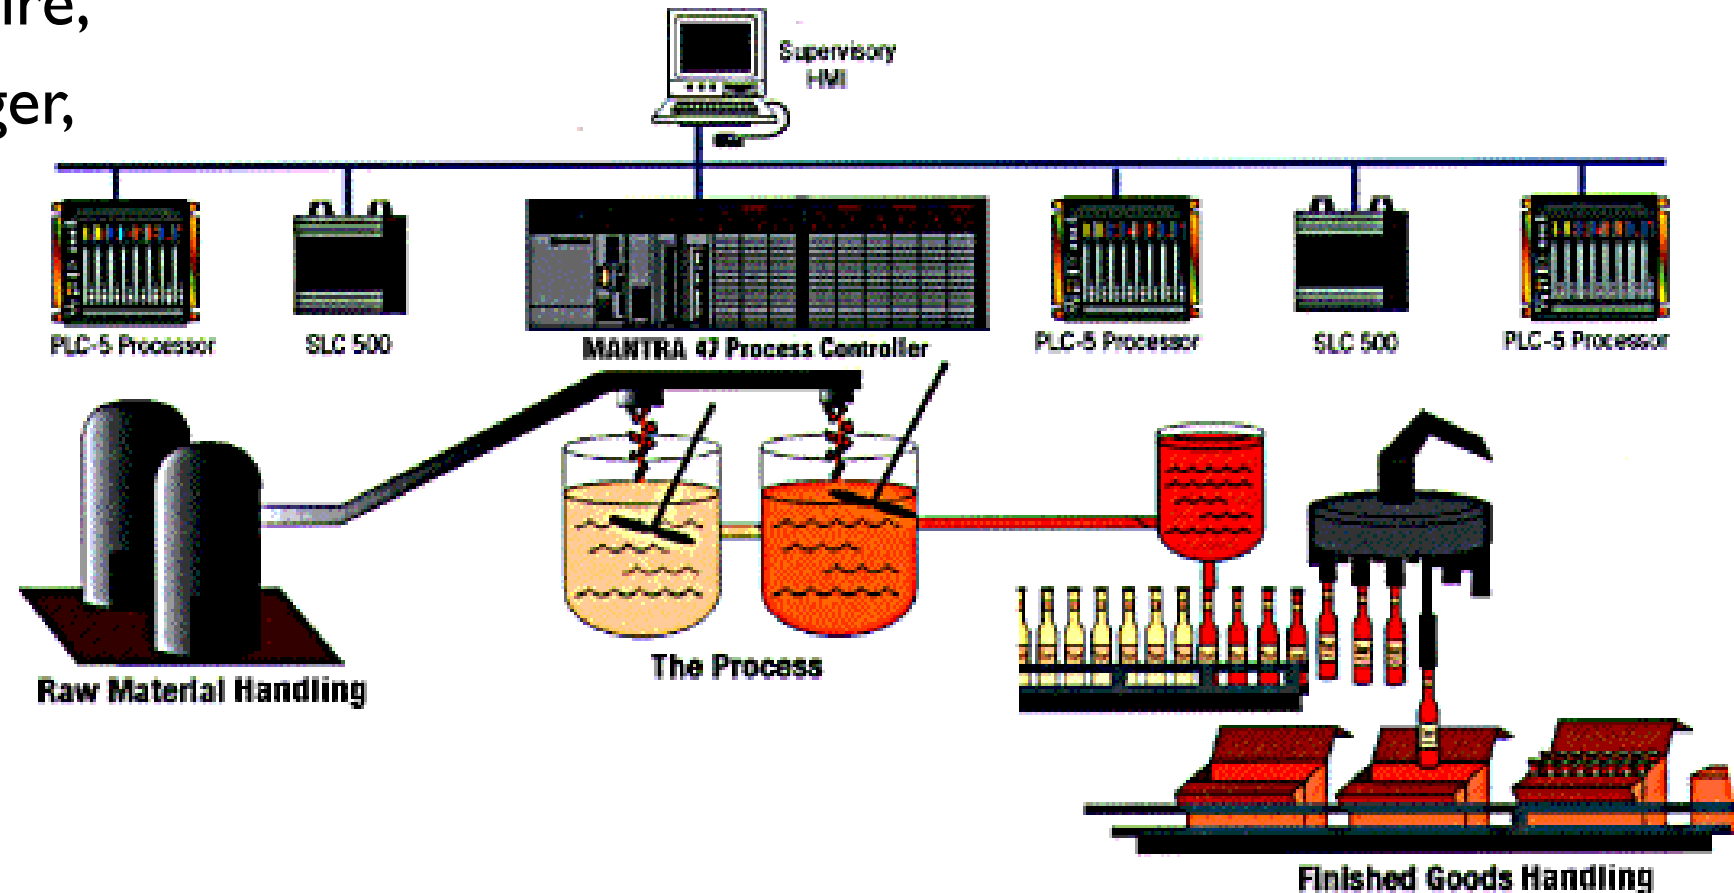 ire,
ger,
Supervisory
HMI
PLC-5 Processor
SLC 500
MANTRA 47 Process Controller
PLC-5 Processor
SLC 500
PLC-5 Processor
The Process
Raw Material Handling
Finished Goods Handling